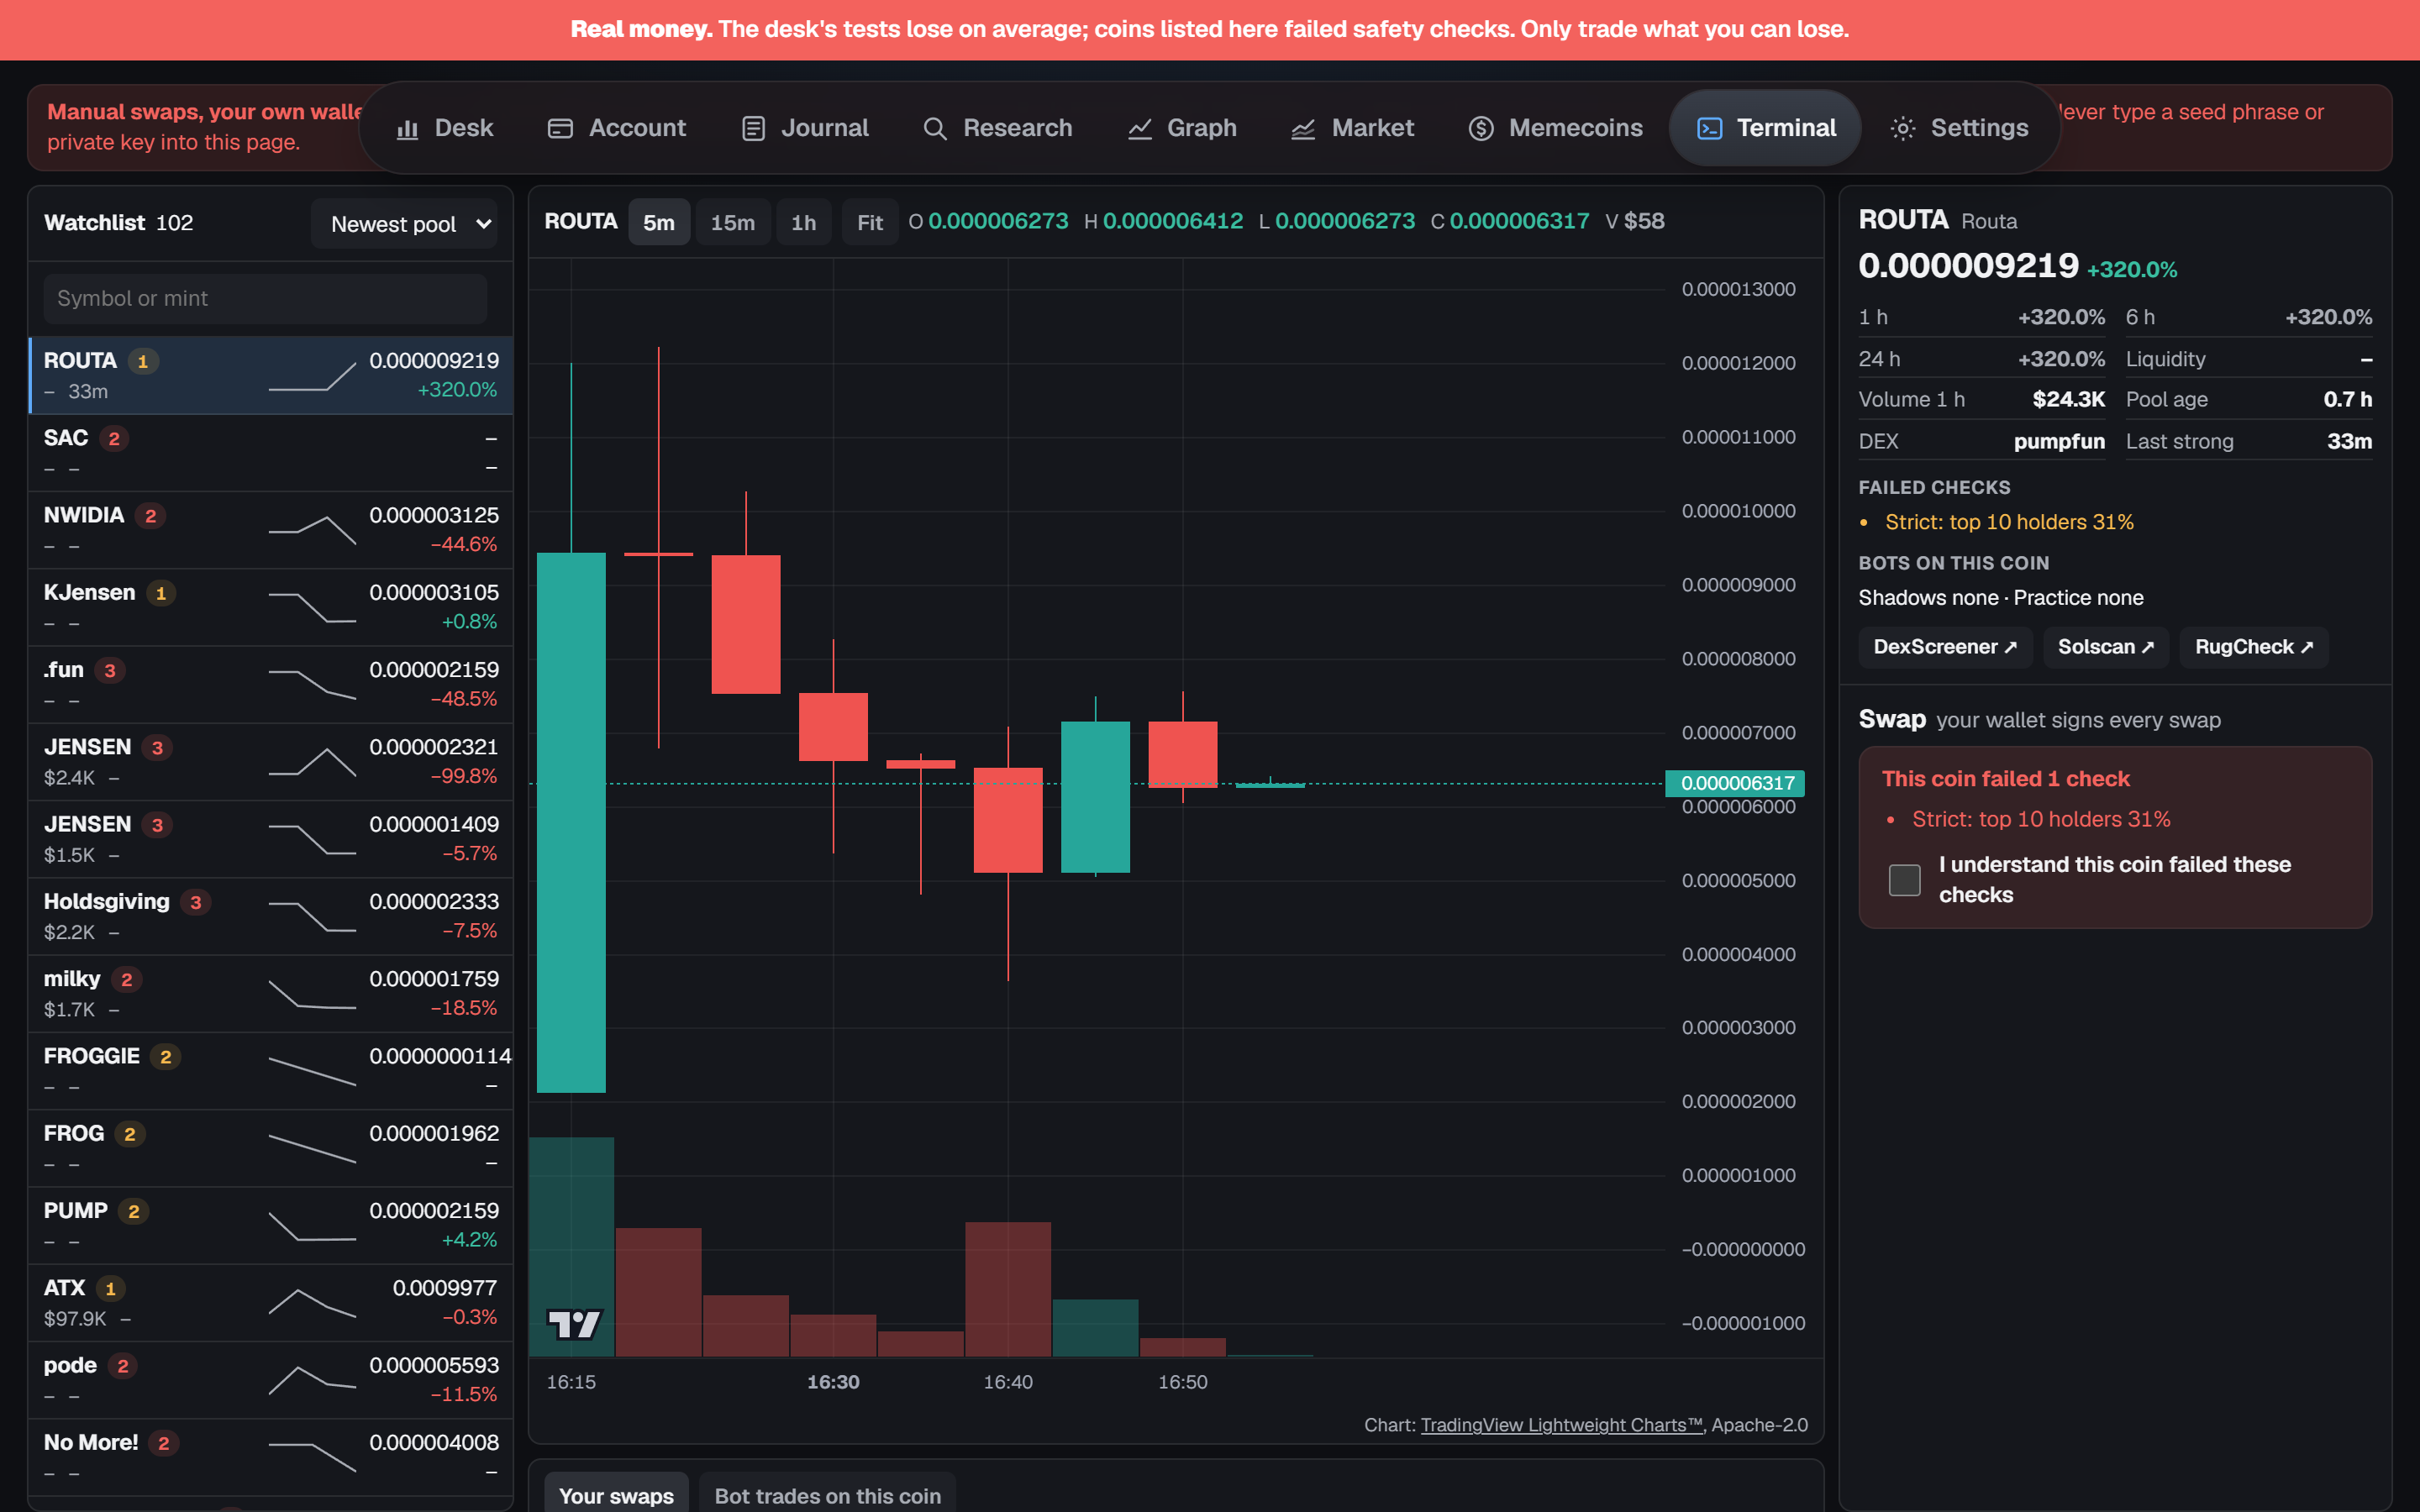 Real money. The desk's tests lose on average; coins listed here failed safety checks. Only trade what you can lose.
Manual swaps, your own
private key into this page.
ever type a seed phrase or
Desk
Account
Journal
Research
Graph
Market
Memecoins
Terminal
Settings
Watchlist 102
Newest pool
Symbol or mint
ROUTA 1 0.000009219
– 33m +320.0%
SAC 2 –
– – –
NWIDIA 2 0.000003125
– – −44.6%
KJensen 1 0.000003105
– – +0.8%
.fun 3 0.000002159
– – −48.5%
JENSEN 3 0.000002321
$2.4K – −99.8%
JENSEN 3 0.000001409
$1.5K – −5.7%
Holdsgiving 3 0.000002333
$2.2K – −7.5%
milky 2 0.000001759
$1.7K – −18.5%
FROGGIE 2 0.0000000114
– – –
FROG 2 0.000001962
– – –
PUMP 2 0.000002159
– – +4.2%
ATX 1 0.0009977
$97.9K – −0.3%
pode 2 0.000005593
– – −11.5%
No More! 2 0.000004008
– – –
ROUTA 5m 15m 1h Fit O 0.000006273 H 0.000006412 L 0.000006273 C 0.000006317 V $58
0.000013000
0.000012000
0.000011000
0.000010000
0.000009000
0.000008000
0.000007000
0.000006317
0.000006000
0.000005000
0.000004000
0.000003000
0.000002000
0.000001000
−0.000000000
−0.000001000
16:15 16:30 16:40 16:50
Chart: TradingView Lightweight Charts™, Apache-2.0
Your swaps
Bot trades on this coin
ROUTA Routa
0.000009219 +320.0%
1 h +320.0% 6 h +320.0%
24 h +320.0% Liquidity –
Volume 1 h $24.3K Pool age 0.7 h
DEX pumpfun Last strong 33m
FAILED CHECKS
• Strict: top 10 holders 31%
BOTS ON THIS COIN
Shadows none · Practice none
DexScreener ↗ Solscan ↗ RugCheck ↗
Swap your wallet signs every swap
This coin failed 1 check
• Strict: top 10 holders 31%
I understand this coin failed these
checks